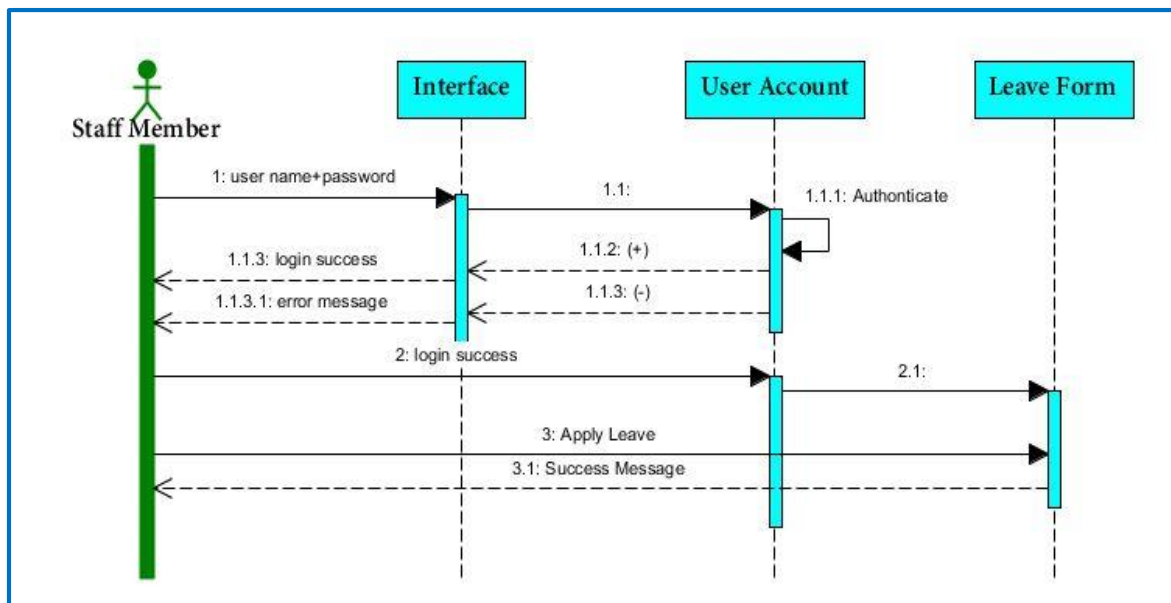 Interface
User Account
Leave Form
Staff Member
1: user name+password
1.1:
1.1.1: Authonticate
1.1.2: (+)
1.1.3: login success
1.1.3: (-)
1.1.3.1: error message
2: login success
2.1:
3: Apply Leave
3.1: Success Message